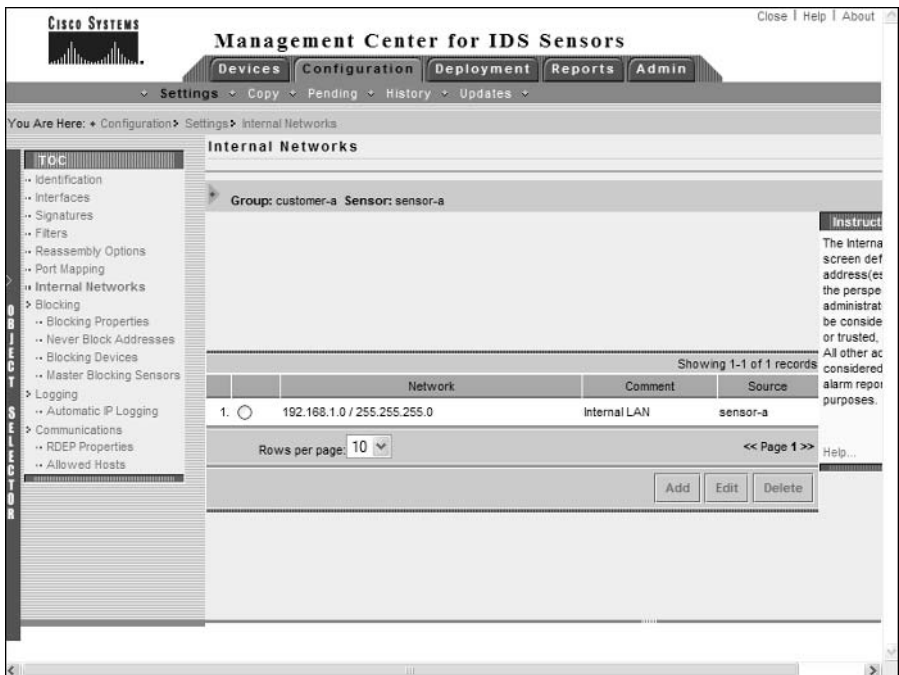 Close | Help | About
CISCO SYSTEMS
Management Center for IDS Sensors
Devices Configuration Deployment Reports Admin
Settings Copy Pending History Updates
You Are Here: Configuration Settings Internal Networks
TOC
Identification
Interfaces
Signatures
Filters
Reassembly Options
Port Mapping
Internal Networks
Blocking
Blocking Properties
Never Block Addresses
Blocking Devices
Master Blocking Sensors
Logging
Automatic IP Logging
Communications
RDEP Properties
Allowed Hosts
OBJECT SELECTOR
Internal Networks
Group: customer-a Sensor: sensor-a
Showing 1-1 of 1 records
Network Comment Source
1. 192.168.1.0 / 255.255.255.0 Internal LAN sensor-a
Rows per page: 10 << Page 1 >>
Add Edit Delete
Instruct
The Interna
screen def
address(es
the perspe
administrat
be conside
or trusted,
All other ac
considered
alarm repor
purposes.
Help...